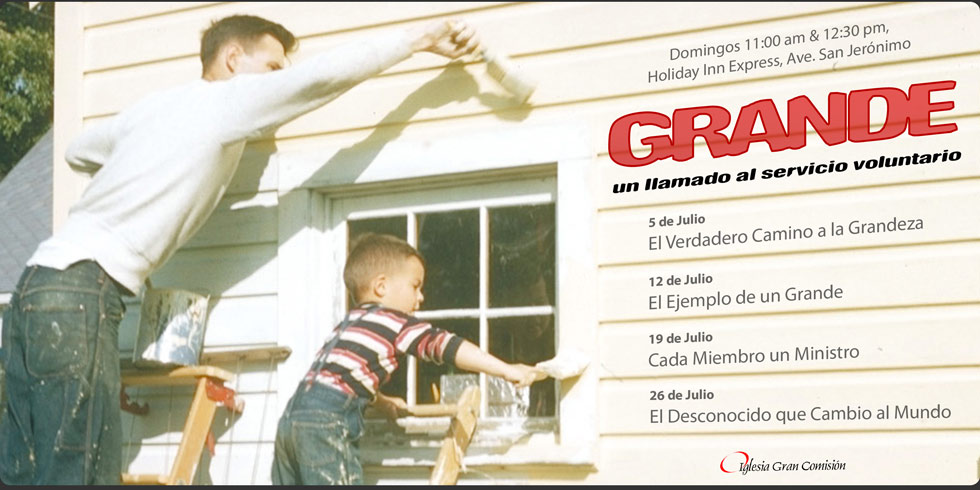 Domingos 11:00 am & 12:30 pm,
Holiday Inn Express, Ave. San Jerónimo
GRANDE
un llamado al servicio voluntario
5 de Julio
El Verdadero Camino a la Grandeza
12 de Julio
El Ejemplo de un Grande
19 de Julio
Cada Miembro un Ministro
26 de Julio
El Desconocido que Cambio al Mundo
Iglesia Gran Comisión